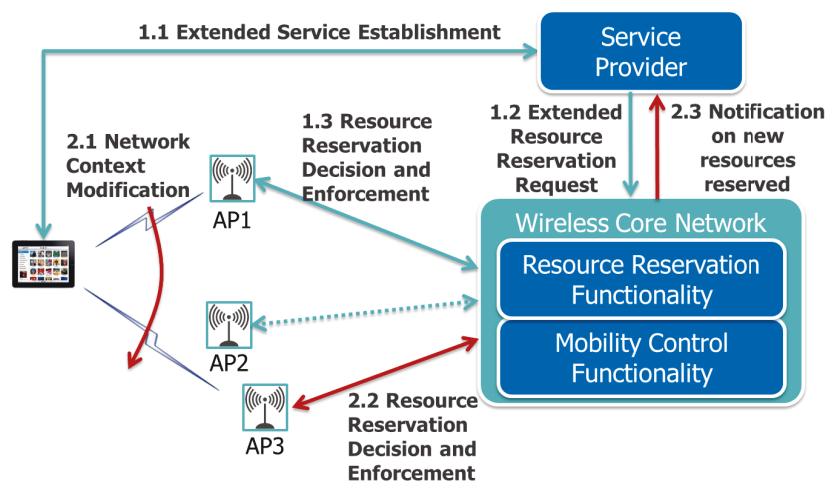 1.1 Extended Service Establishment
Service
Provider
2.1 Network
Context
Modification
1.3 Resource
Reservation
Decision and
Enforcement
1.2 Extended
Resource
Reservation
Request
2.3 Notification
on new
resources
reserved
AP1
Wireless Core Network
Resource Reservation
Functionality
Mobility Control
Functionality
AP2
AP3
2.2 Resource
Reservation
Decision and
Enforcement